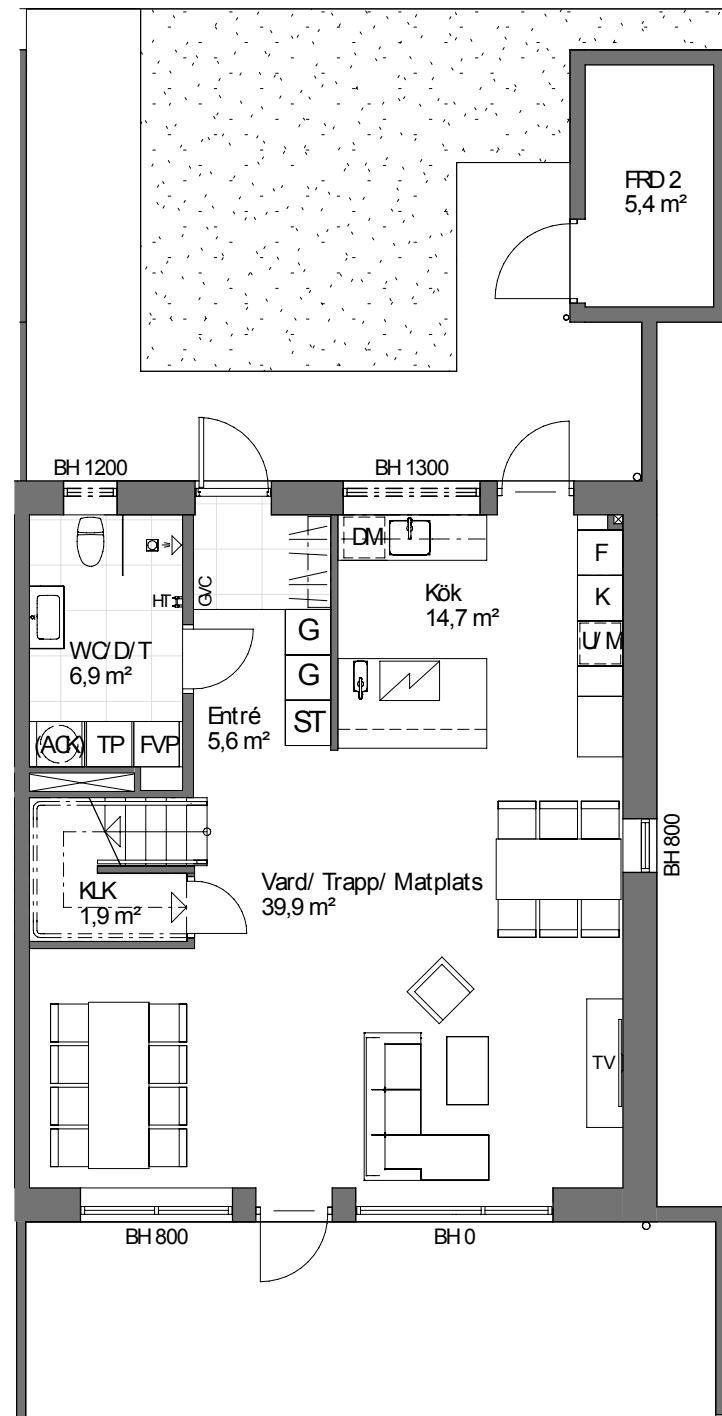 FRD 2
5,4 m²
BH 1200
BH 1300
DM
F
K
U/ M
Kök
14,7 m²
HT
GVC
G
G
ST
WC/ D/ T
6,9 m²
Entré
5,6 m²
(ACK)
TP
FVP
BH 800
KLK
1,9 m²
Vard/ Trapp/ Matplats
39,9 m²
TV
BH 800
BH 0